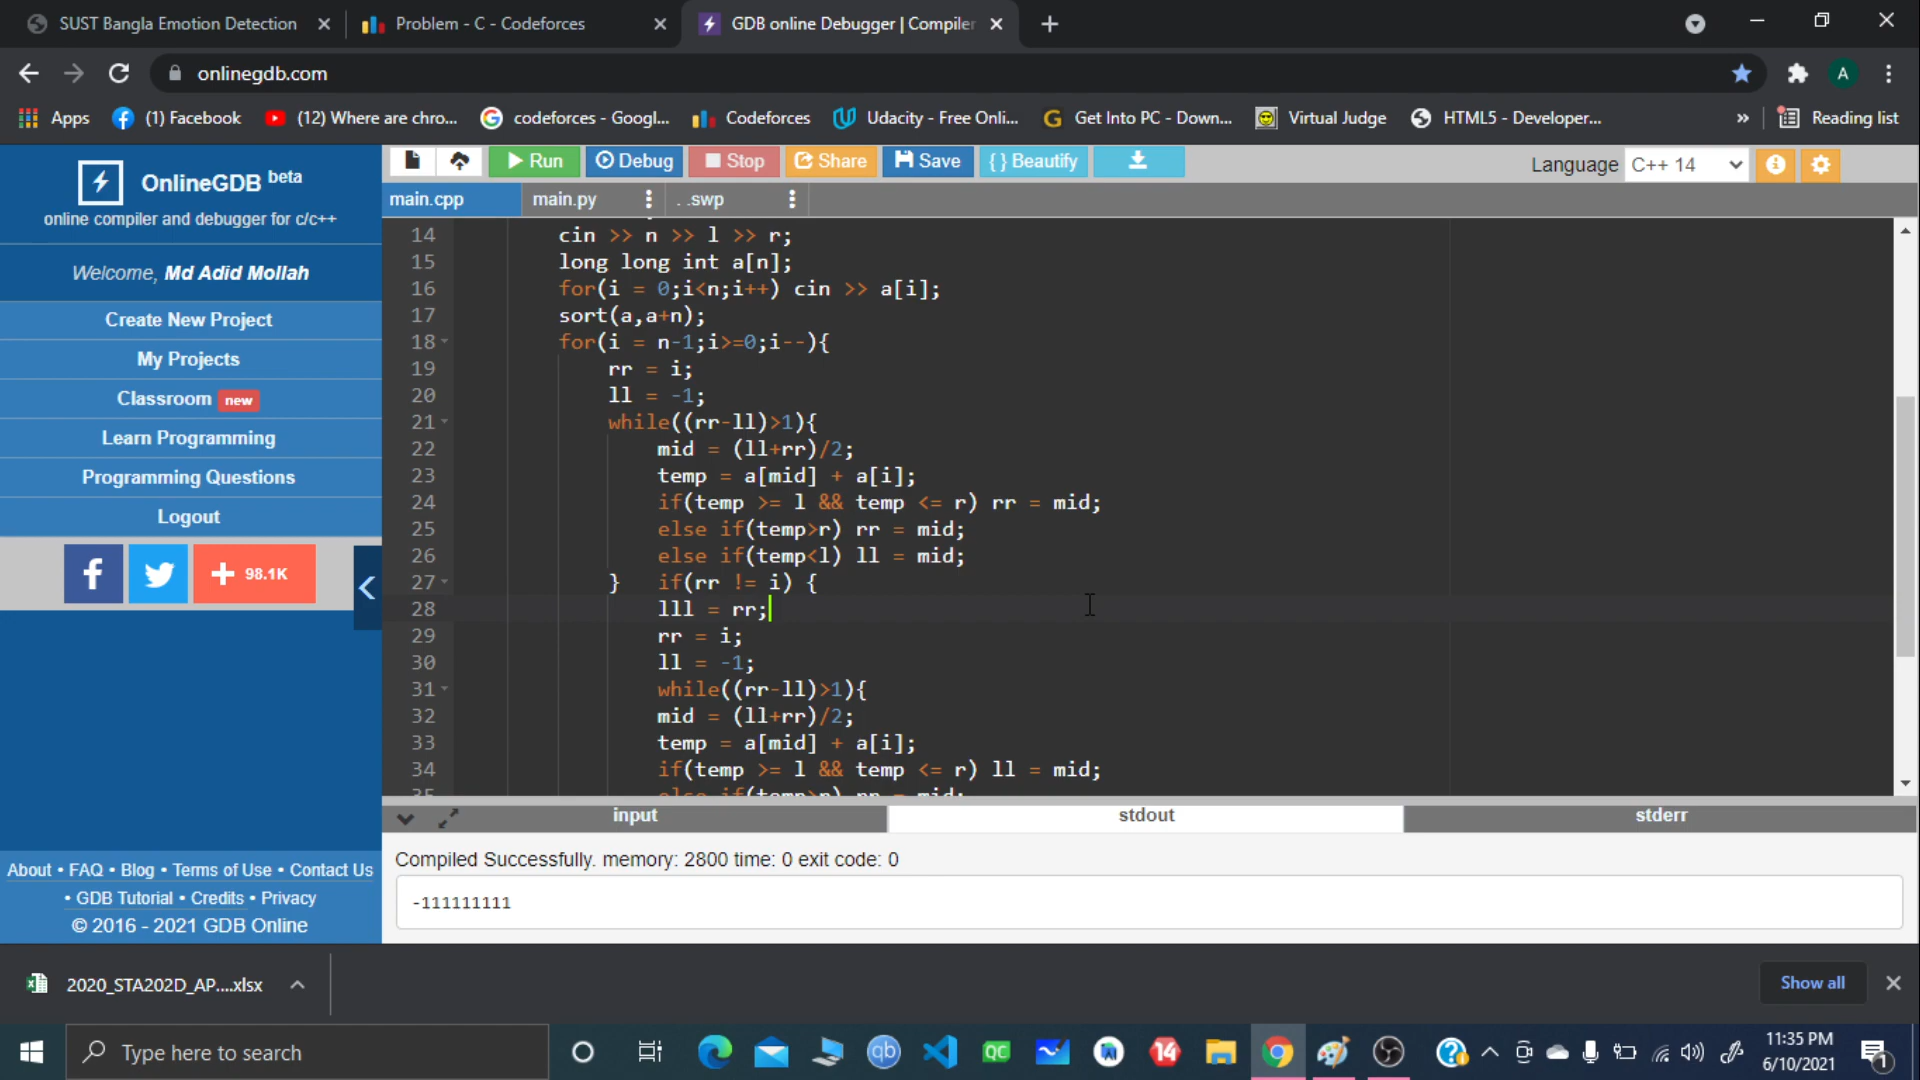 SUST Bangla Emotion Detection
Problem - C - Codeforces
GDB online Debugger | Compiler
onlinegdb.com
A
Apps
(1) Facebook
(12) Where are chro...
codeforces - Googl...
Codeforces
Udacity - Free Onli...
Get Into PC - Down...
Virtual Judge
HTML5 - Developer...
»
Reading list
OnlineGDB beta
online compiler and debugger for c/c++
Welcome, Md Adid Mollah
Create New Project
My Projects
Classroom new
Learn Programming
Programming Questions
Logout
98.1K
About • FAQ • Blog • Terms of Use • Contact Us
• GDB Tutorial • Credits • Privacy
© 2016 - 2021 GDB Online
Run
Debug
Stop
Share
Save
{ } Beautify
Language C++ 14
main.cpp
main.py
. .swp
14 cin >> n >> l >> r;
15 long long int a[n];
16 for(i = 0;i<n;i++) cin >> a[i];
17 sort(a,a+n);
18 for(i = n-1;i>=0;i--){
19 rr = i;
20 ll = -1;
21 while((rr-ll)>1){
22 mid = (ll+rr)/2;
23 temp = a[mid] + a[i];
24 if(temp >= l && temp <= r) rr = mid;
25 else if(temp>r) rr = mid;
26 else if(temp<l) ll = mid;
27 } if(rr != i) {
28 lll = rr;
29 rr = i;
30 ll = -1;
31 while((rr-ll)>1){
32 mid = (ll+rr)/2;
33 temp = a[mid] + a[i];
34 if(temp >= l && temp <= r) ll = mid;
35 else if(temp>r) rr = mid;
input
stdout
stderr
Compiled Successfully. memory: 2800 time: 0 exit code: 0
-111111111
2020_STA202D_AP....xlsx
Show all
Type here to search
qb
QC
14
11:35 PM
6/10/2021
1